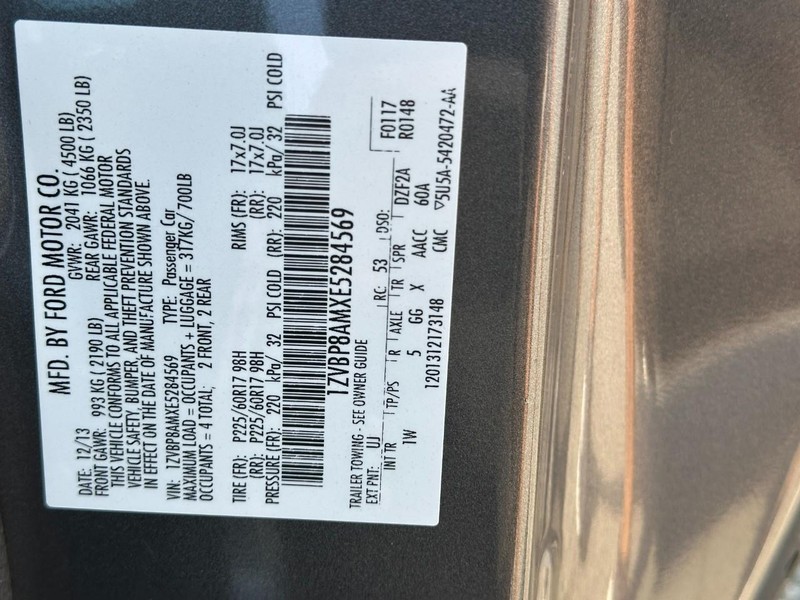 MFD. BY FORD MOTOR CO.
DATE: 12/13 GVWR: 2041 KG ( 4500 LB)
FRONT GAWR: 993 KG ( 2190 LB) REAR GAWR: 1066 KG ( 2350 LB)
THIS VEHICLE CONFORMS TO ALL APPLICABLE FEDERAL MOTOR
VEHICLE SAFETY, BUMPER, AND THEFT PREVENTION STANDARDS
IN EFFECT ON THE DATE OF MANUFACTURE SHOWN ABOVE.
VIN: 1ZVBP8AMXE5284569 TYPE: Passenger Car
MAXIMUM LOAD = OCCUPANTS + LUGGAGE = 317KG/700LB
OCCUPANTS = 4 TOTAL; 2 FRONT, 2 REAR
TIRE (FR): P225/60R17 98H RIMS (FR): 17x7.0J
(RR): P225/60R17 98H (RR): 17x7.0J
PRESSURE (FR): 220 kPa/ 32 PSI COLD (RR): 220 kPa/ 32 PSI COLD
1ZVBP8AMXE5284569
TRAILER TOWING - SEE OWNER GUIDE
F0117
EXT PNT: UJ RC: 53 DSO: R0148
INT TR TP/PS R AXLE TR SPR DZF2A
1W 5 GG X AACC 60A
CMC ▽5U5A-5420472-AA
1201312173148